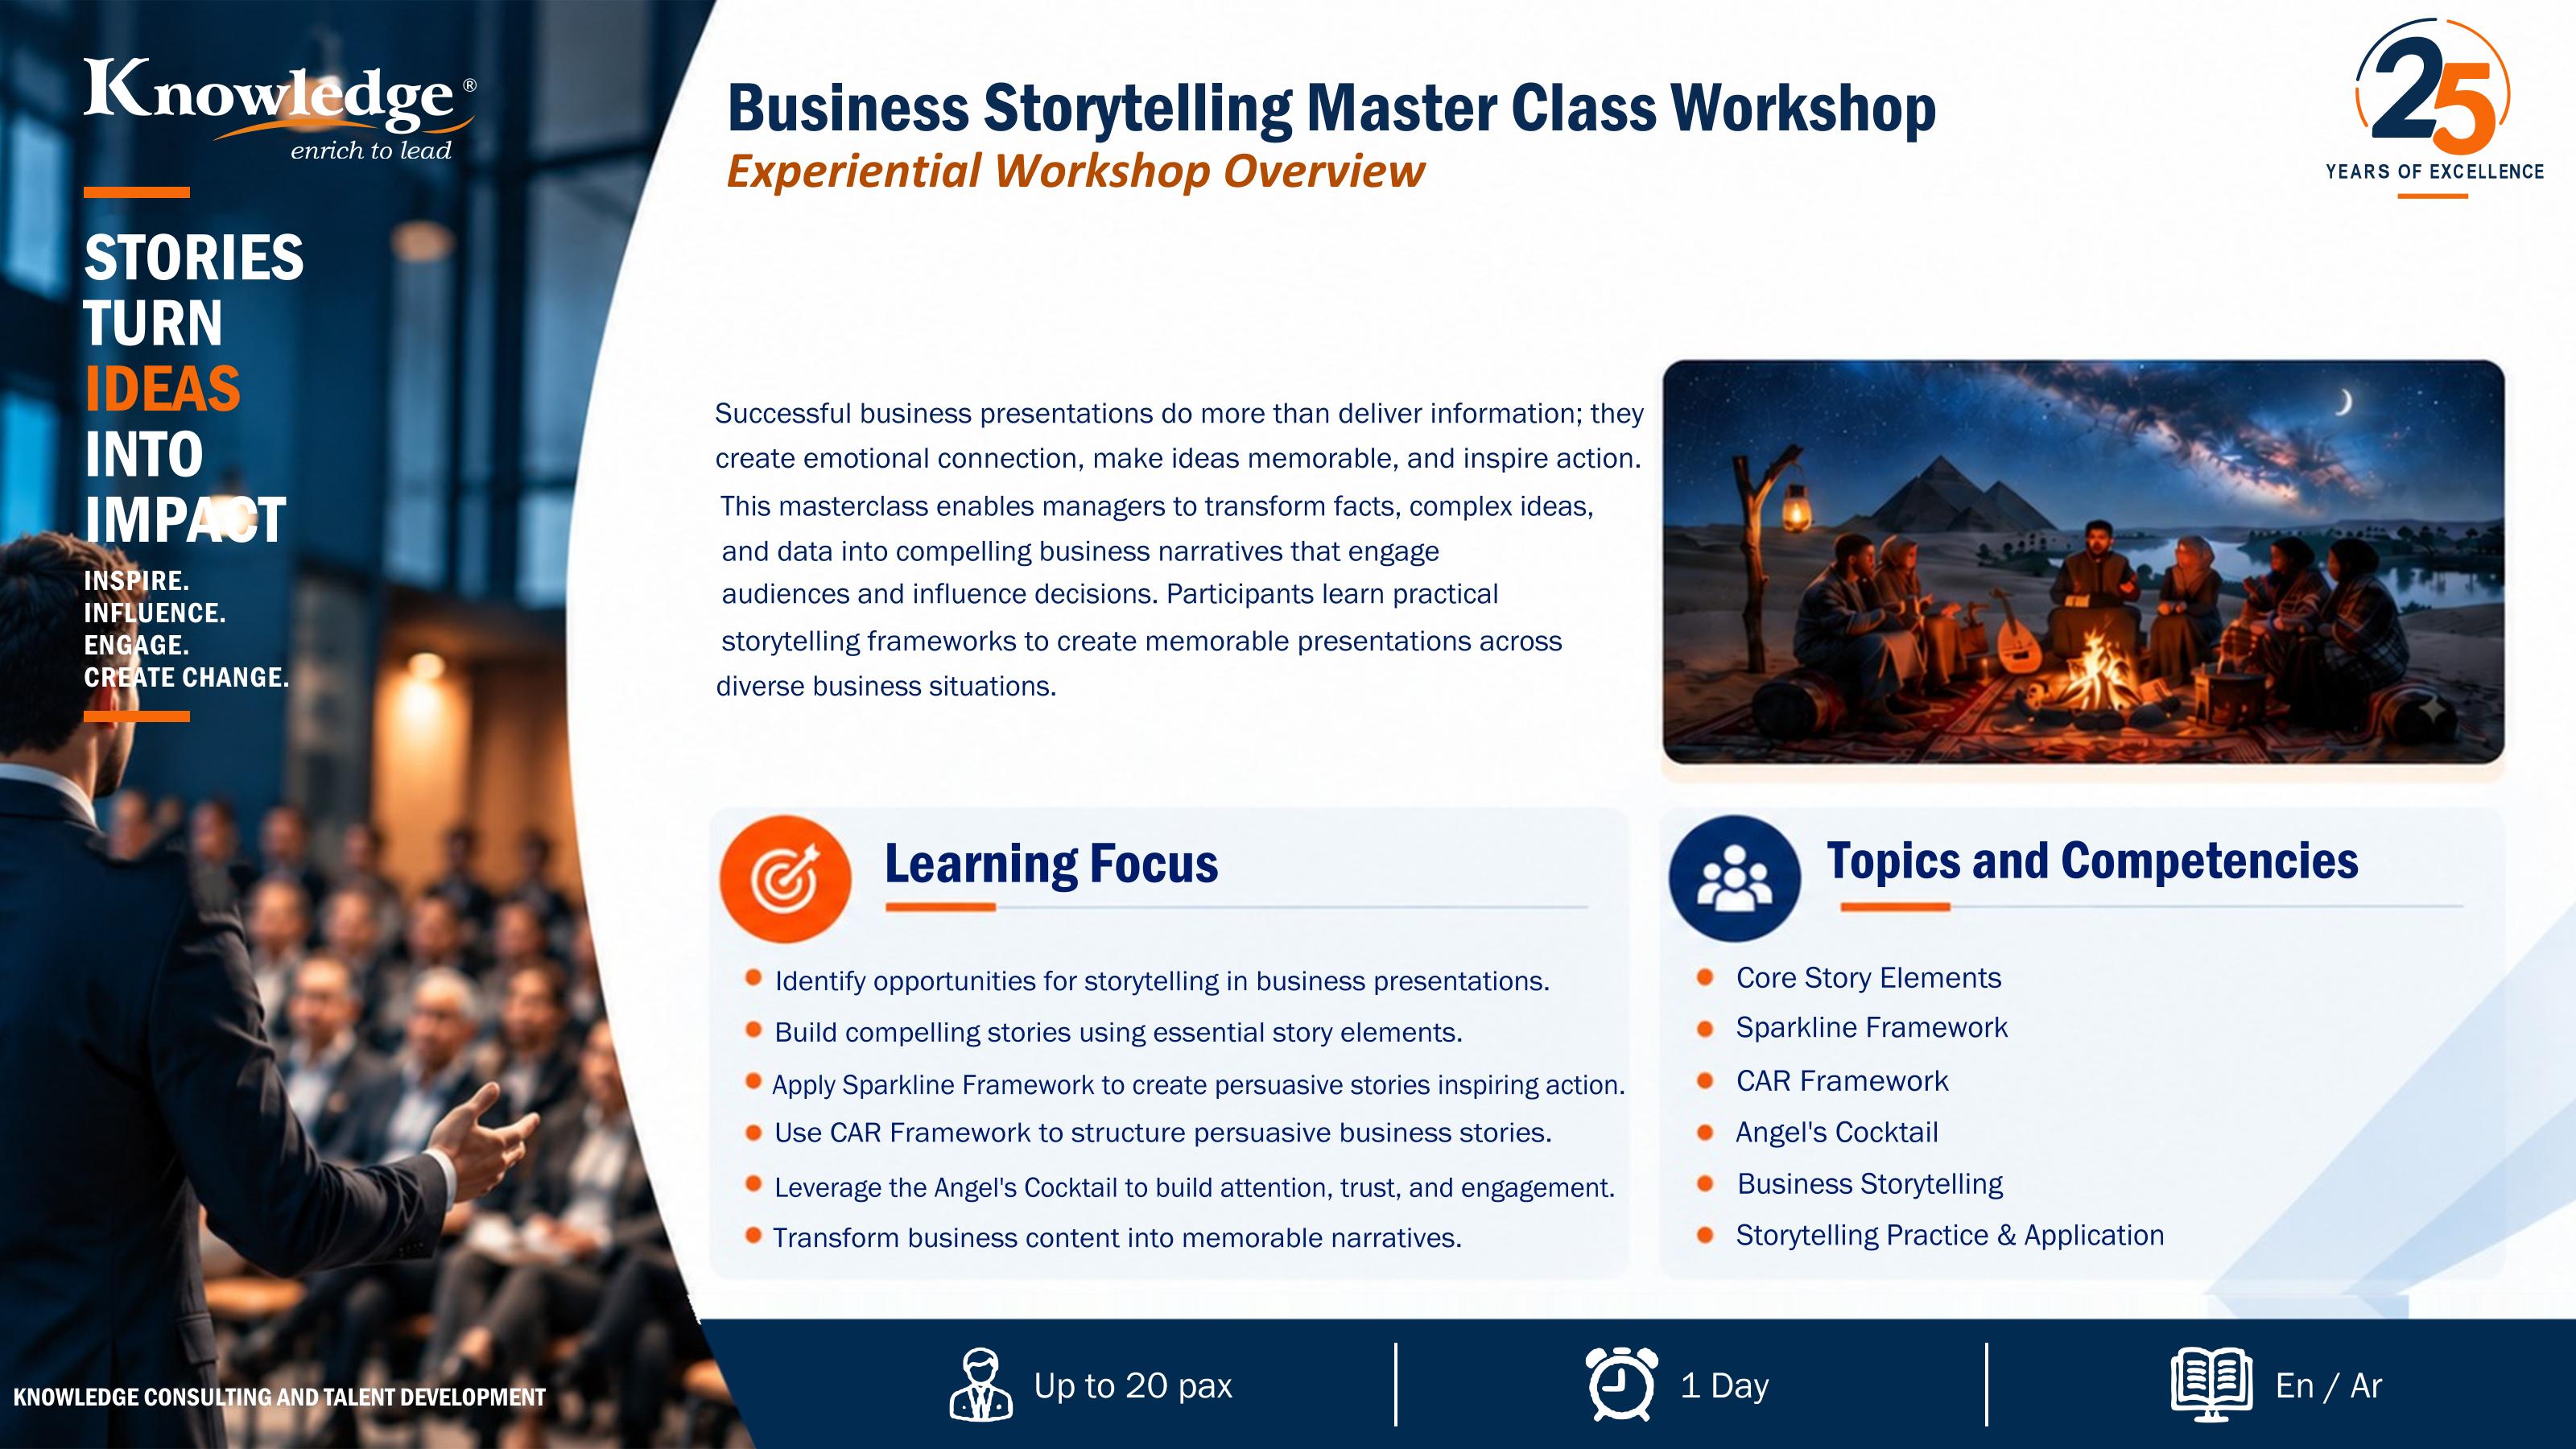 Knowledge®
enrich to lead
STORIES
TURN
IDEAS
INTO
IMPACT
INSPIRE.
INFLUENCE.
ENGAGE.
CREATE CHANGE.
KNOWLEDGE CONSULTING AND TALENT DEVELOPMENT
Business Storytelling Master Class Workshop
Experiential Workshop Overview
25
YEARS OF EXCELLENCE
Successful business presentations do more than deliver information; they
create emotional connection, make ideas memorable, and inspire action.
This masterclass enables managers to transform facts, complex ideas,
and data into compelling business narratives that engage
audiences and influence decisions. Participants learn practical
storytelling frameworks to create memorable presentations across
diverse business situations.
Learning Focus
Identify opportunities for storytelling in business presentations.
Build compelling stories using essential story elements.
Apply Sparkline Framework to create persuasive stories inspiring action.
Use CAR Framework to structure persuasive business stories.
Leverage the Angel's Cocktail to build attention, trust, and engagement.
Transform business content into memorable narratives.
Topics and Competencies
Core Story Elements
Sparkline Framework
CAR Framework
Angel's Cocktail
Business Storytelling
Storytelling Practice & Application
Up to 20 pax
1 Day
En / Ar